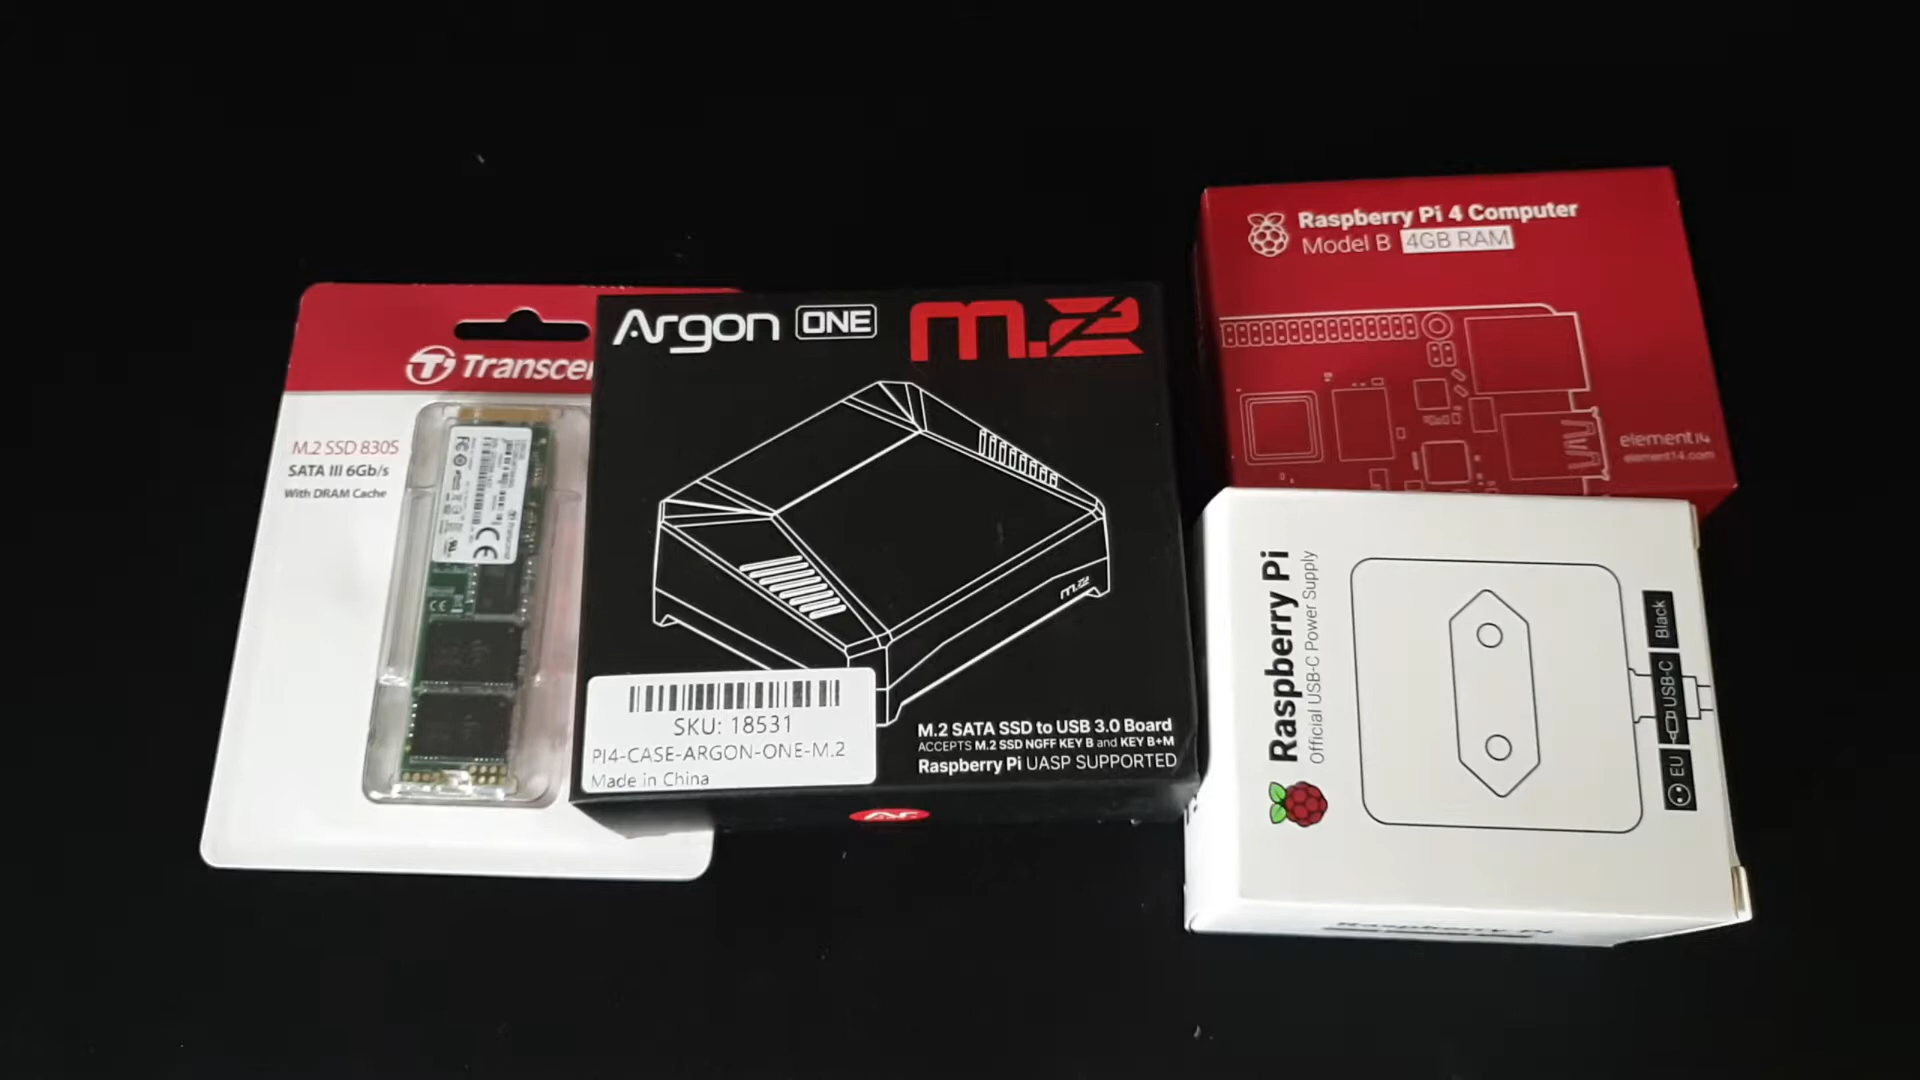 Transcen
M.2 SSD 830S
SATA III 6Gb/s
With DRAM Cache
Argon ONE M.2
M.2
SKU: 18531
PI4-CASE-ARGON-ONE-M.2
Made in China
M.2 SATA SSD to USB 3.0 Board
ACCEPTS M.2 SSD NGFF KEY B and KEY B+M
Raspberry Pi UASP SUPPORTED
Raspberry Pi 4 Computer
Model B 4GB RAM
element14
element14.com
Raspberry Pi
Official USB-C Power Supply
EU USB-C Black
Raspberry Pi